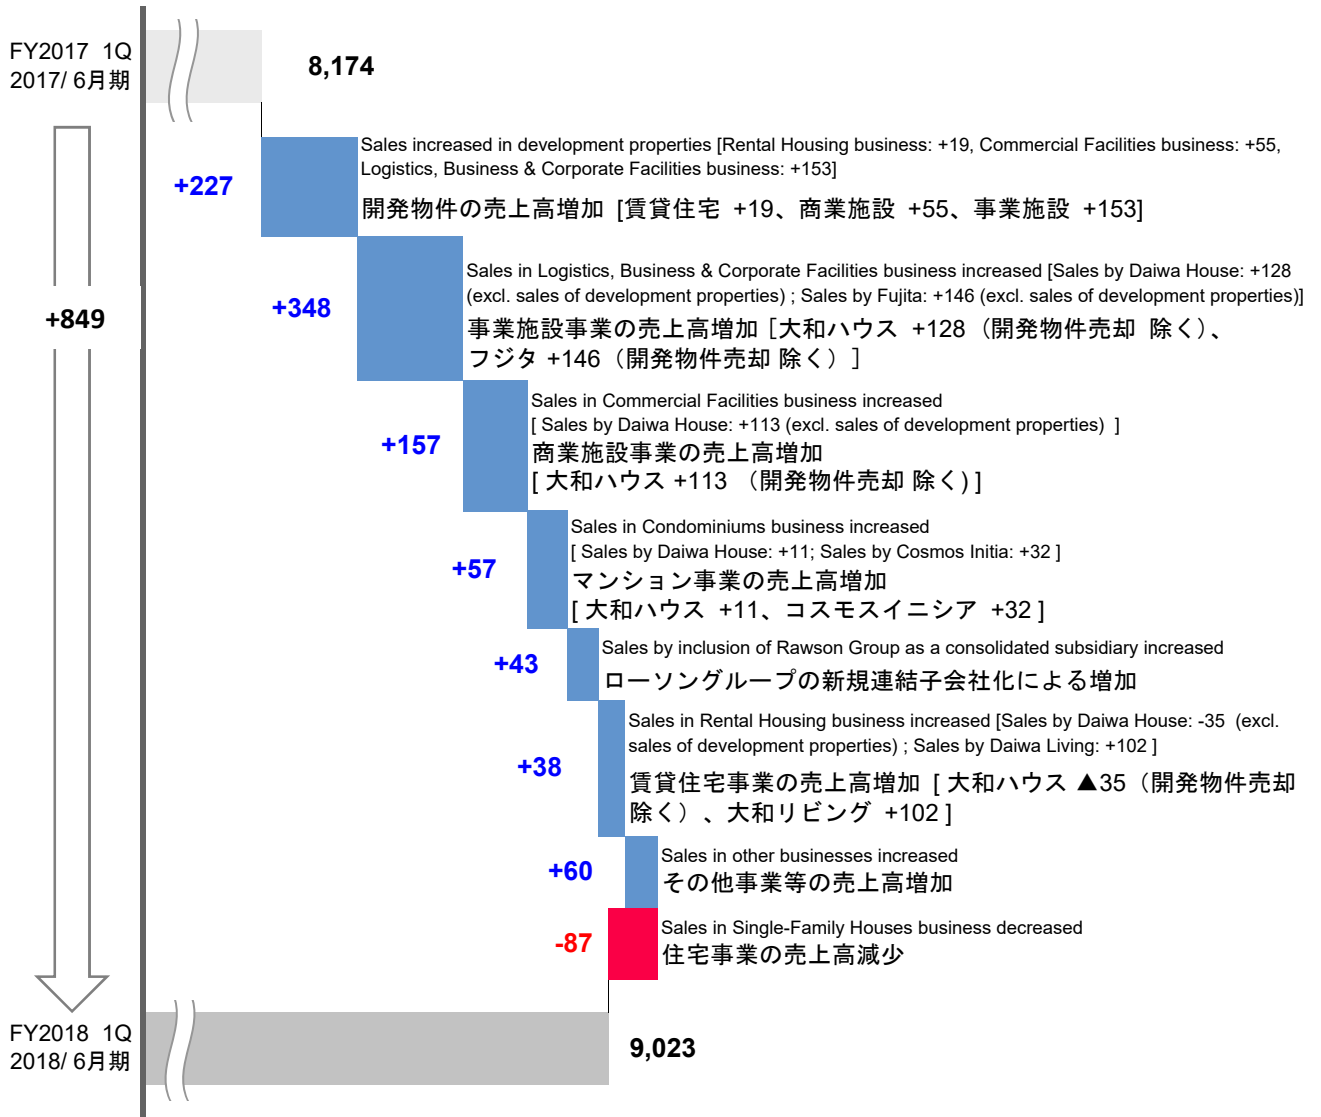 FY2017 1Q
2017/ 6月期
8,174
+227
Sales increased in development properties [Rental Housing business: +19, Commercial Facilities business: +55,
Logistics, Business & Corporate Facilities business: +153]
開発物件の売上高増加 [賃貸住宅 +19、商業施設 +55、事業施設 +153]
+849
+348
Sales in Logistics, Business & Corporate Facilities business increased [Sales by Daiwa House: +128
(excl. sales of development properties) ; Sales by Fujita: +146 (excl. sales of development properties)]
事業施設事業の売上高増加［大和ハウス +128（開発物件売却 除く）、
フジタ +146（開発物件売却 除く）］
+157
Sales in Commercial Facilities business increased
[ Sales by Daiwa House: +113 (excl. sales of development properties) ]
商業施設事業の売上高増加
[ 大和ハウス +113 （開発物件売却 除く) ]
+57
Sales in Condominiums business increased
[ Sales by Daiwa House: +11; Sales by Cosmos Initia: +32 ]
マンション事業の売上高増加
[ 大和ハウス +11、コスモスイニシア +32 ]
+43
Sales by inclusion of Rawson Group as a consolidated subsidiary increased
ローソングループの新規連結子会社化による増加
+38
Sales in Rental Housing business increased [Sales by Daiwa House: -35 (excl.
sales of development properties) ; Sales by Daiwa Living: +102 ]
賃貸住宅事業の売上高増加 [ 大和ハウス ▲35（開発物件売却
除く）、大和リビング +102 ]
+60
Sales in other businesses increased
その他事業等の売上高増加
-87
Sales in Single-Family Houses business decreased
住宅事業の売上高減少
FY2018 1Q
2018/ 6月期
9,023